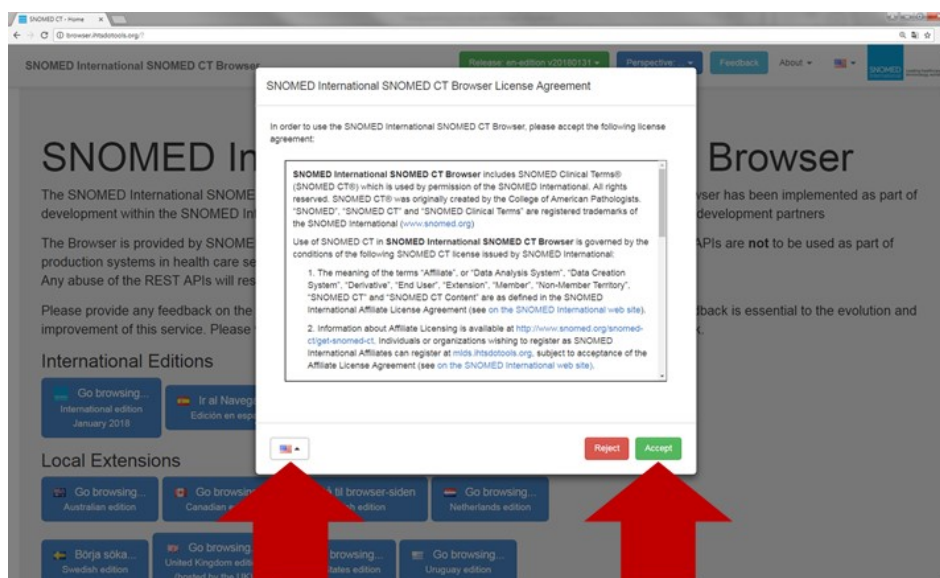 SNOMED CT - Home
browser.ihtsdotools.org/?
SNOMED International SNOMED CT Browser
Release: en-edition v20180131
Perspective: ...
Feedback
About
SNOMED
International
SNOMED International SNOMED CT Browser License Agreement
In order to use the SNOMED International SNOMED CT Browser, please accept the following license
agreement:
SNOMED International SNOMED CT Browser includes SNOMED Clinical Terms®
(SNOMED CT®) which is used by permission of the SNOMED International. All rights
reserved. SNOMED CT® was originally created by the College of American Pathologists.
"SNOMED", "SNOMED CT" and "SNOMED Clinical Terms" are registered trademarks of
the SNOMED International (www.snomed.org)
Use of SNOMED CT in SNOMED International SNOMED CT Browser is governed by the
conditions of the following SNOMED CT license issued by SNOMED International:
1. The meaning of the terms "Affiliate", or "Data Analysis System", "Data Creation
System", "Derivative", "End User", "Extension", "Member", "Non-Member Territory",
"SNOMED CT" and "SNOMED CT Content" are as defined in the SNOMED
International Affiliate License Agreement (see on the SNOMED International web site).
2. Information about Affiliate Licensing is available at http://www.snomed.org/snomed-
ct/get-snomed-ct. Individuals or organizations wishing to register as SNOMED
International Affiliates can register at mlds.ihtsdotools.org, subject to acceptance of the
Affiliate License Agreement (see on the SNOMED International web site).
Reject
Accept
SNOMED In Browser
The SNOMED International SNOME wser has been implemented as part of
development within the SNOMED In development partners
The Browser is provided by SNOME APIs are not to be used as part of
production systems in health care se
Any abuse of the REST APIs will res
Please provide any feedback on the dback is essential to the evolution and
improvement of this service. Please
International Editions
Go browsing...
International edition
January 2018
Ir al Naveg
Edición en esp
Local Extensions
Go browsing...
Australian edition
Go browsin
Canadian
til browser-siden
edition
Go browsing...
Netherlands edition
Börja söka...
Swedish edition
Go browsing
United Kingdom editi
(hosted by the UK)
browsing...
tates edition
Go browsing...
Uruguay edition